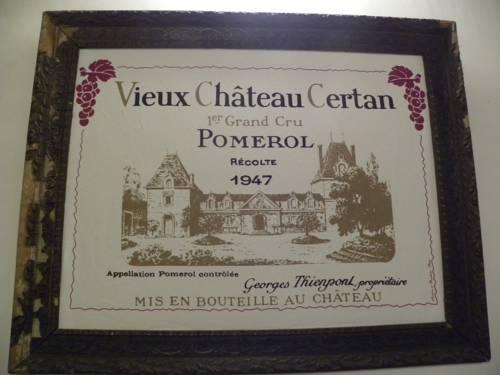 Vieux Château Certan
1er Grand Cru
POMEROL
RÉCOLTE
1947
Appellation Pomerol contrôlée
Georges Thienpont, propriétaire
MIS EN BOUTEILLE AU CHÂTEAU